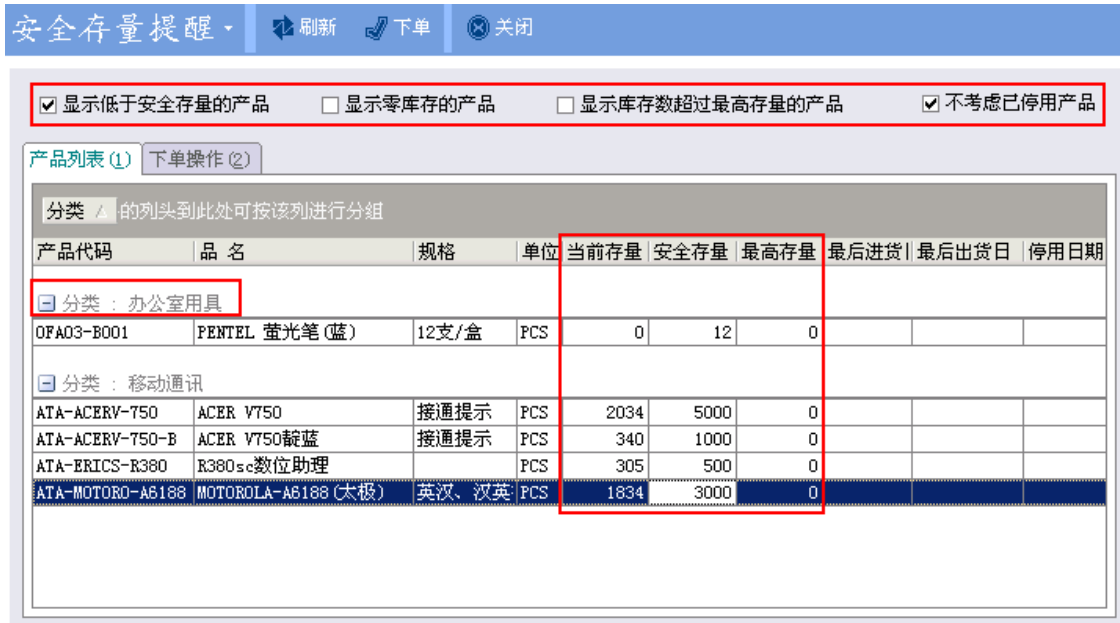 安全存量提醒 刷新 下单 关闭
显示低于安全存量的产品 显示零库存的产品 显示库存数超过最高存量的产品 不考虑已停用产品
产品列表(1) 下单操作(2)
分类 的列头到此处可按该列进行分组
产品代码 品 名 规格 单位 当前存量 安全存量 最高存量 最后进货 最后出货日 停用日期
分类 : 办公室用具
OFA03-B001 PENTEL 萤光笔(蓝) 12支/盒 PCS 0 12 0
分类 : 移动通讯
ATA-ACERV-750 ACER V750 接通提示 PCS 2034 5000 0
ATA-ACERV-750-B ACER V750靛蓝 接通提示 PCS 340 1000 0
ATA-ERICS-R380 R380sc数位助理 PCS 305 500 0
ATA-MOTORO-A6188 MOTOROLA-A6188(太极) 英汉、汉英 PCS 1834 3000 0